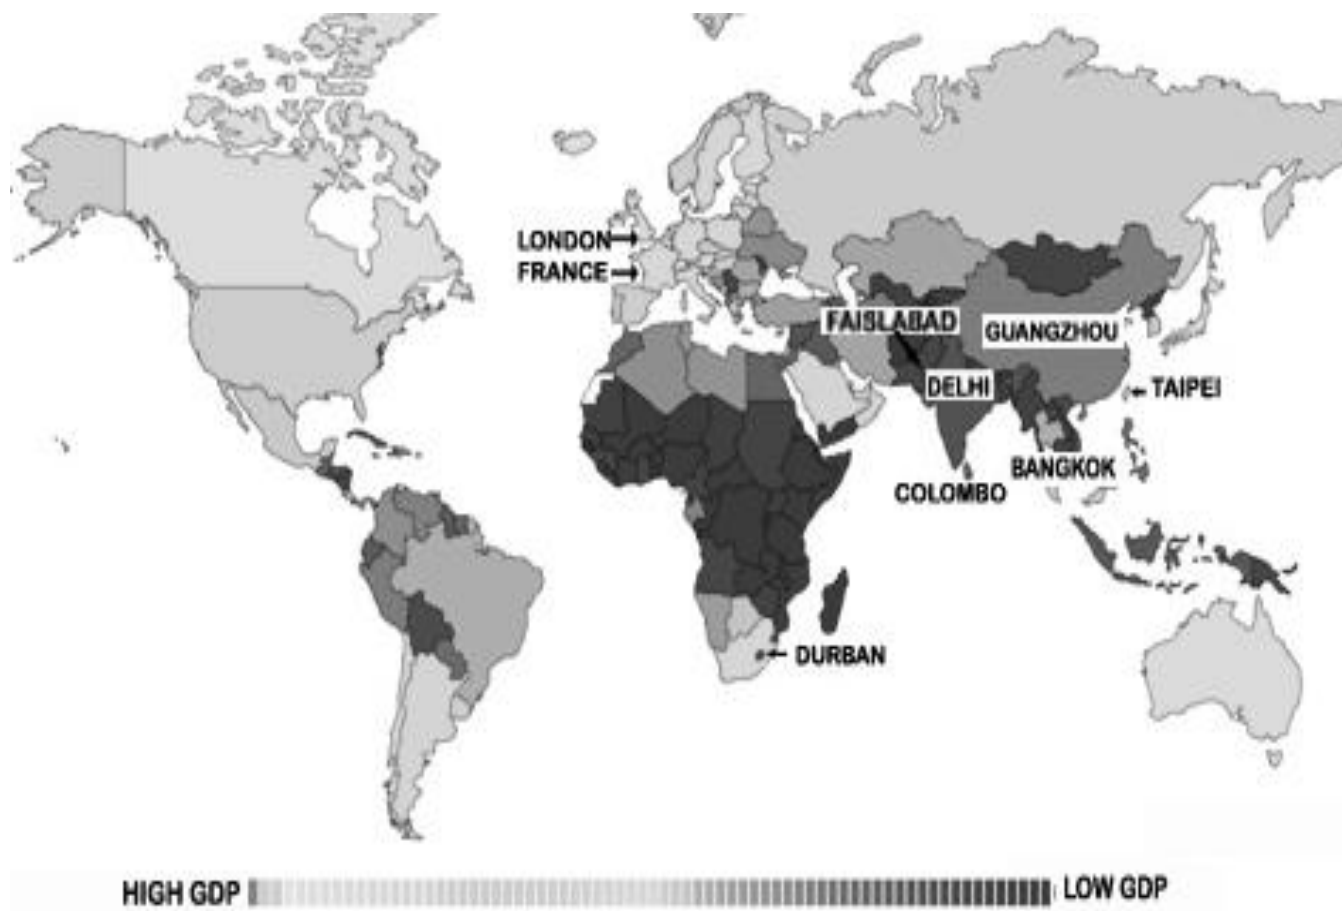 LONDON
FRANCE
FAISLABAD
GUANGZHOU
DELHI
TAIPEI
BANGKOK
COLOMBO
DURBAN
HIGH GDP
LOW GDP